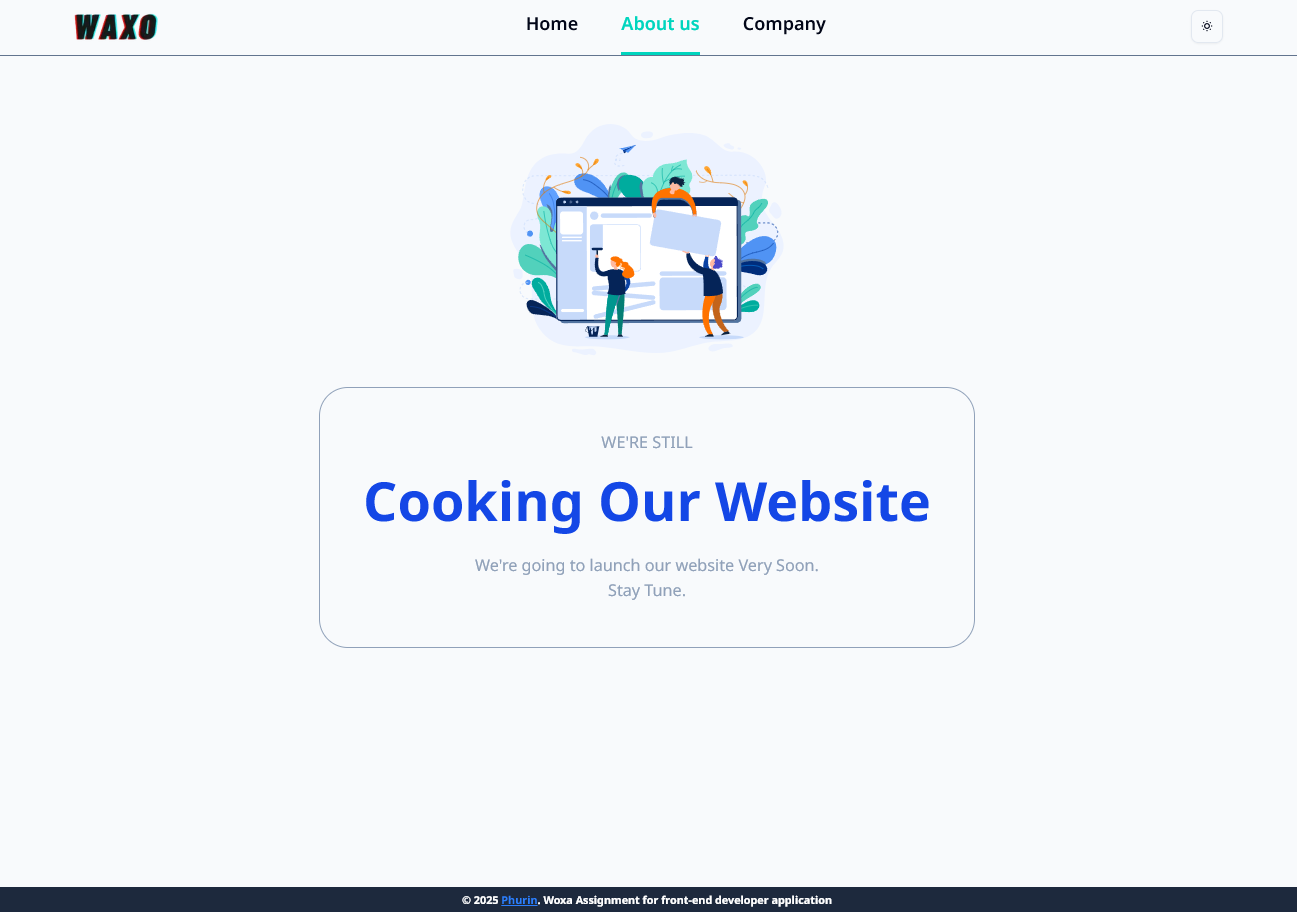 WAXO
Home
About us
Company
WE'RE STILL
Cooking Our Website
We're going to launch our website Very Soon.
Stay Tune.
© 2025 Phurin. Woxa Assignment for front-end developer application